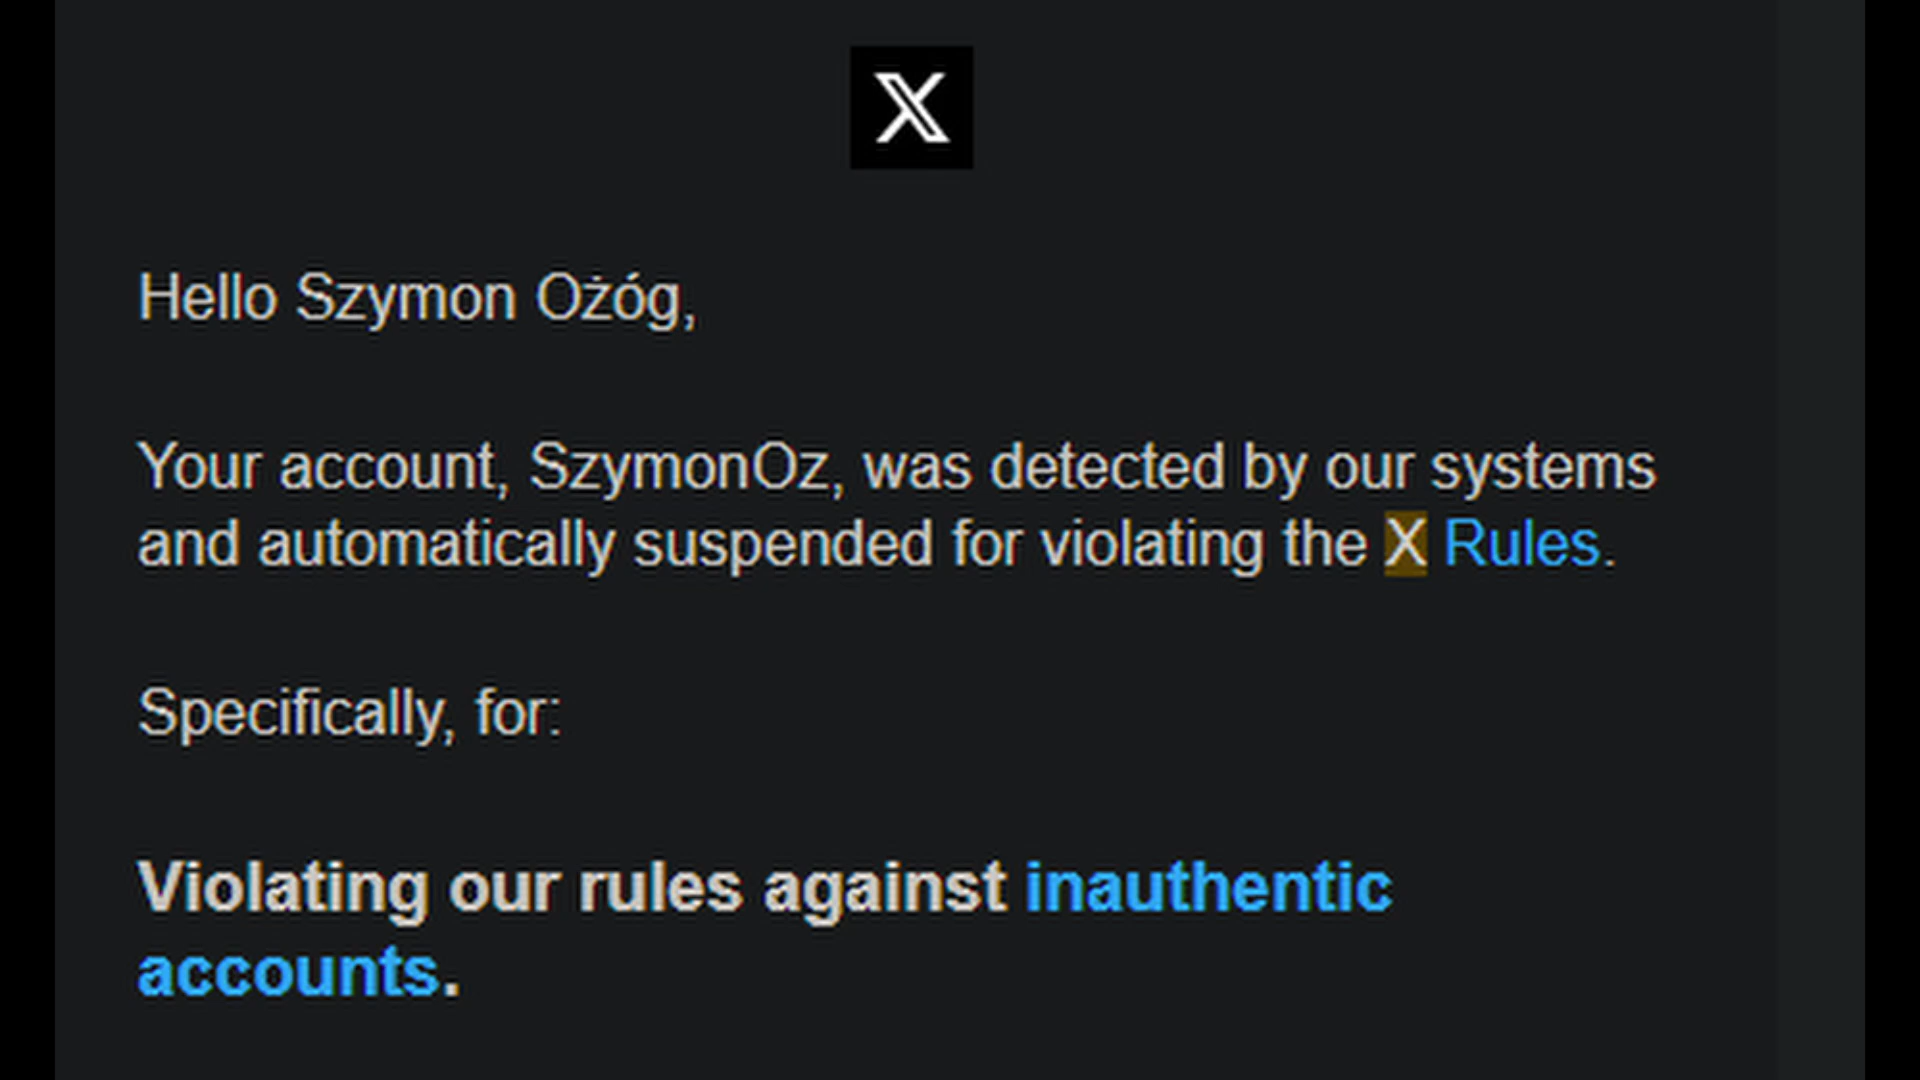 X
Hello Szymon Ożóg,
Your account, SzymonOz, was detected by our systems
and automatically suspended for violating the X Rules.
Specifically, for:
Violating our rules against inauthentic
accounts.